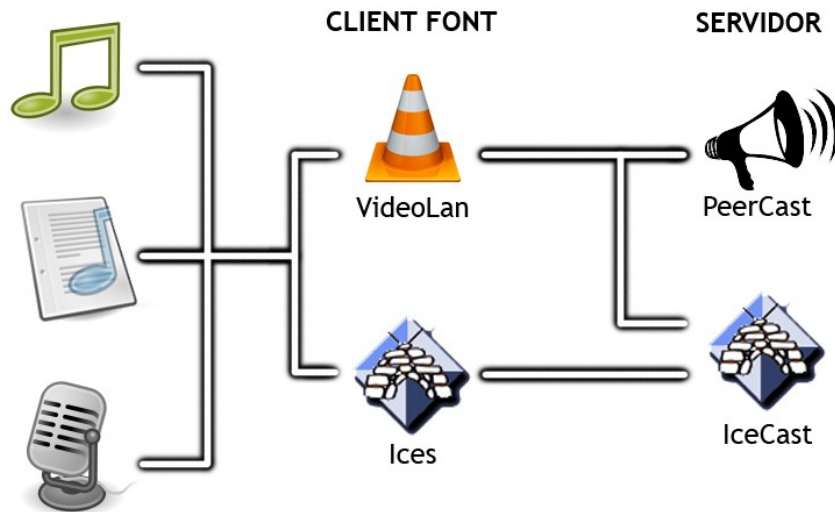 CLIENT FONT
SERVIDOR
VideoLan
PeerCast
Ices
IceCast